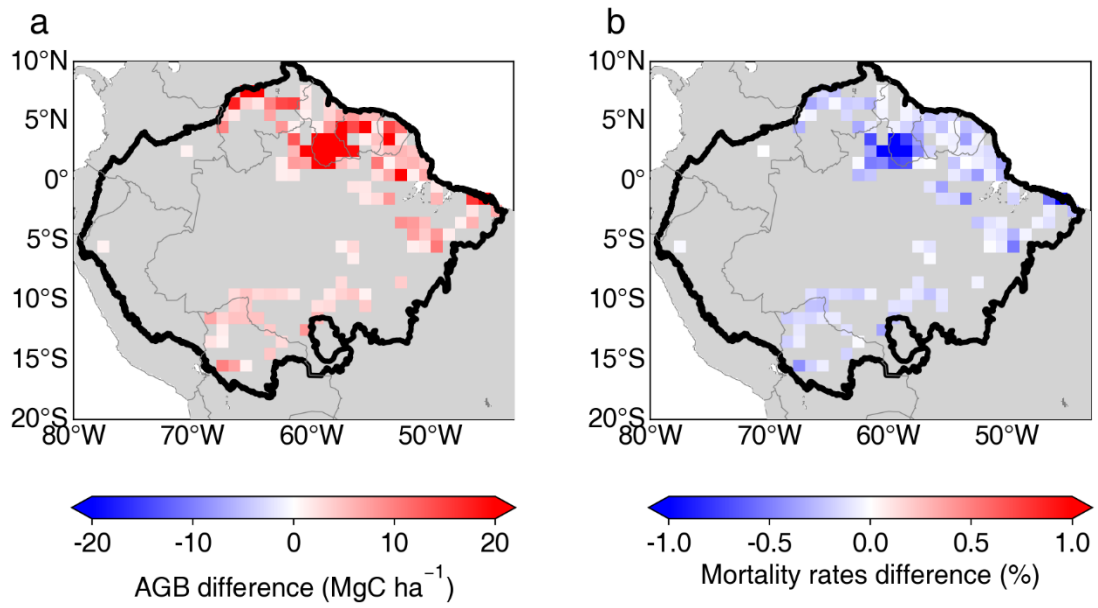 a
b
10°N
5°N
0°
5°S
10°S
15°S
20°S
80°W 70°W 60°W 50°W
10°N
5°N
0°
5°S
10°S
15°S
20°S
80°W 70°W 60°W 50°W
-20 -10 0 10 20
AGB difference (MgC ha⁻¹)
-1.0 -0.5 0.0 0.5 1.0
Mortality rates difference (%)